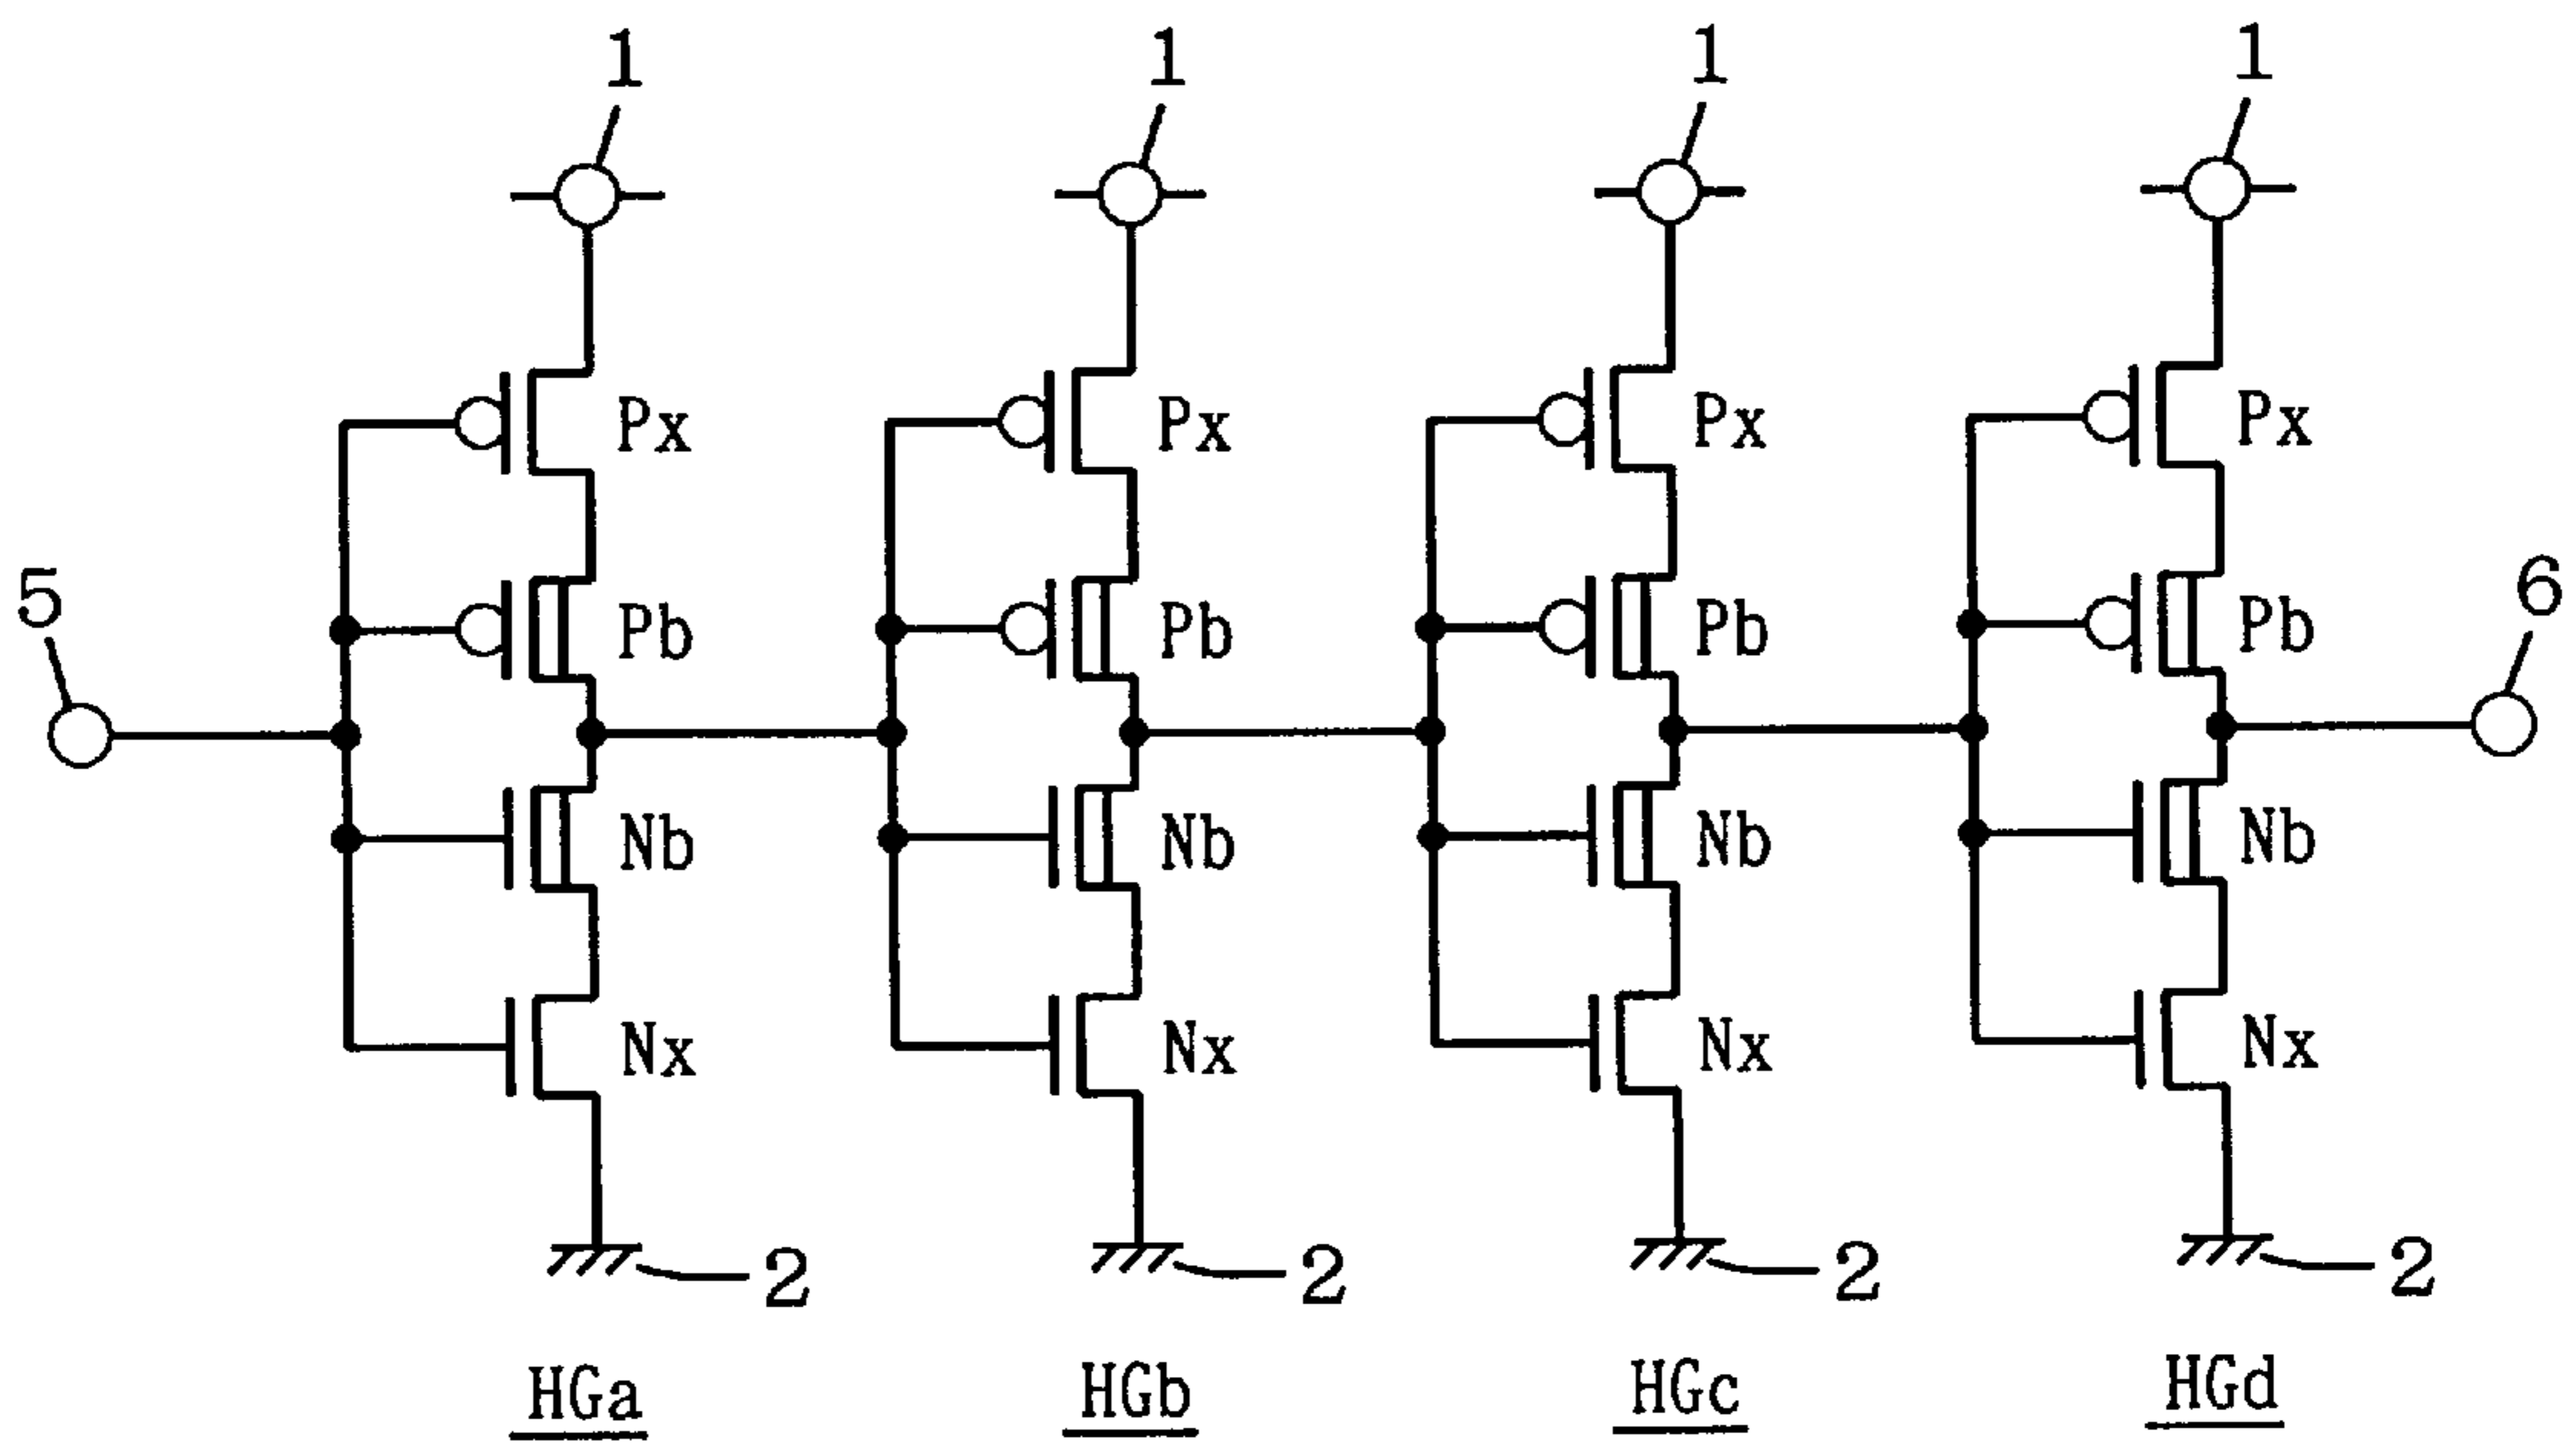 1 1 1 1
Px Px Px Px
5 Pb Pb Pb Pb 6
Nb Nb Nb Nb
Nx Nx Nx Nx
2 2 2 2
HGa HGb HGc HGd